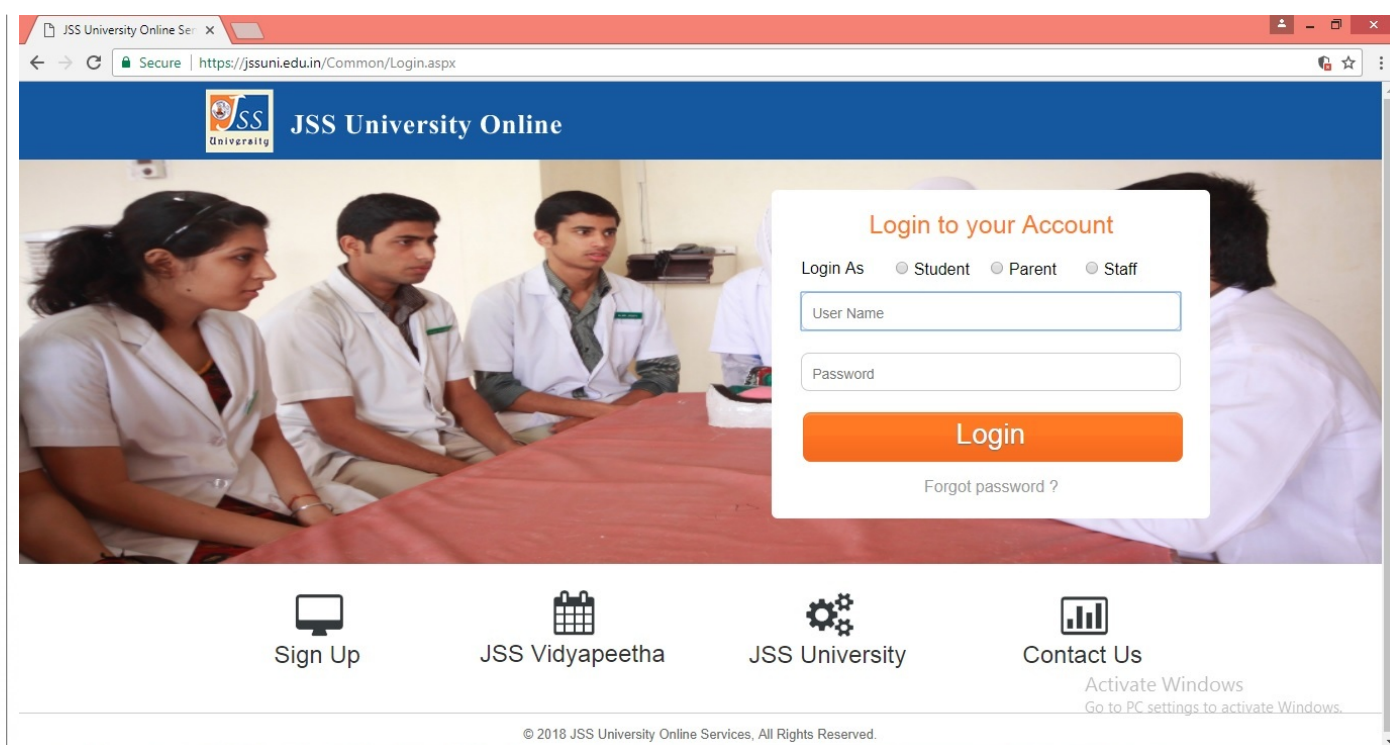 JSS University Online Ser
Secure https://jssuni.edu.in/Common/Login.aspx
JSS
University
JSS University Online
Login to your Account
Login As Student Parent Staff
User Name
Password
Login
Forgot password ?
Sign Up JSS Vidyapeetha JSS University Contact Us
Activate Windows
Go to PC settings to activate Windows.
© 2018 JSS University Online Services, All Rights Reserved.